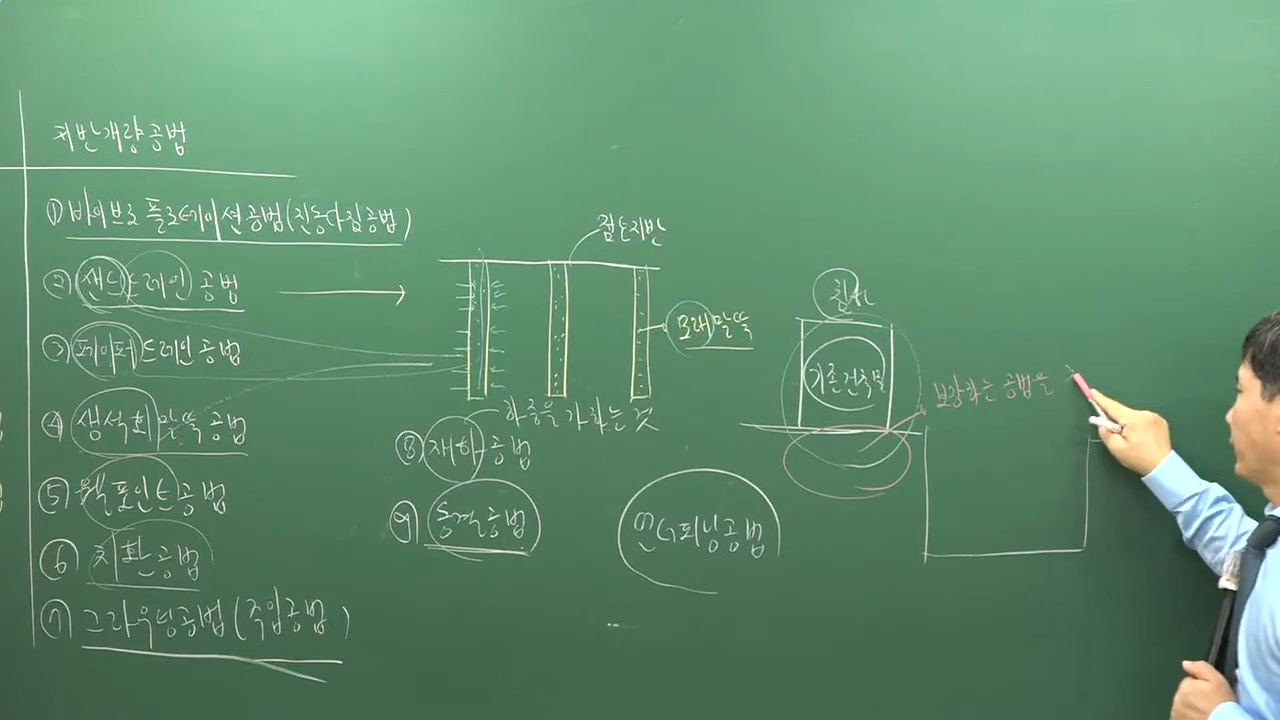 지반개량공법
① 바이브로 플로테이션공법(진동다짐공법)
② 샌드드레인 공법
③ 페이퍼드레인공법
④ 생석회말뚝공법
⑤ 웰포인트공법
⑥ 치환공법
⑦ 그라우팅공법(주입공법)
점토지반
모래말뚝
하중을 가하는 것
⑧ 재하공법
⑨ 동결공법
언더피닝공법
침하
기존건축물
보강하는 공법을